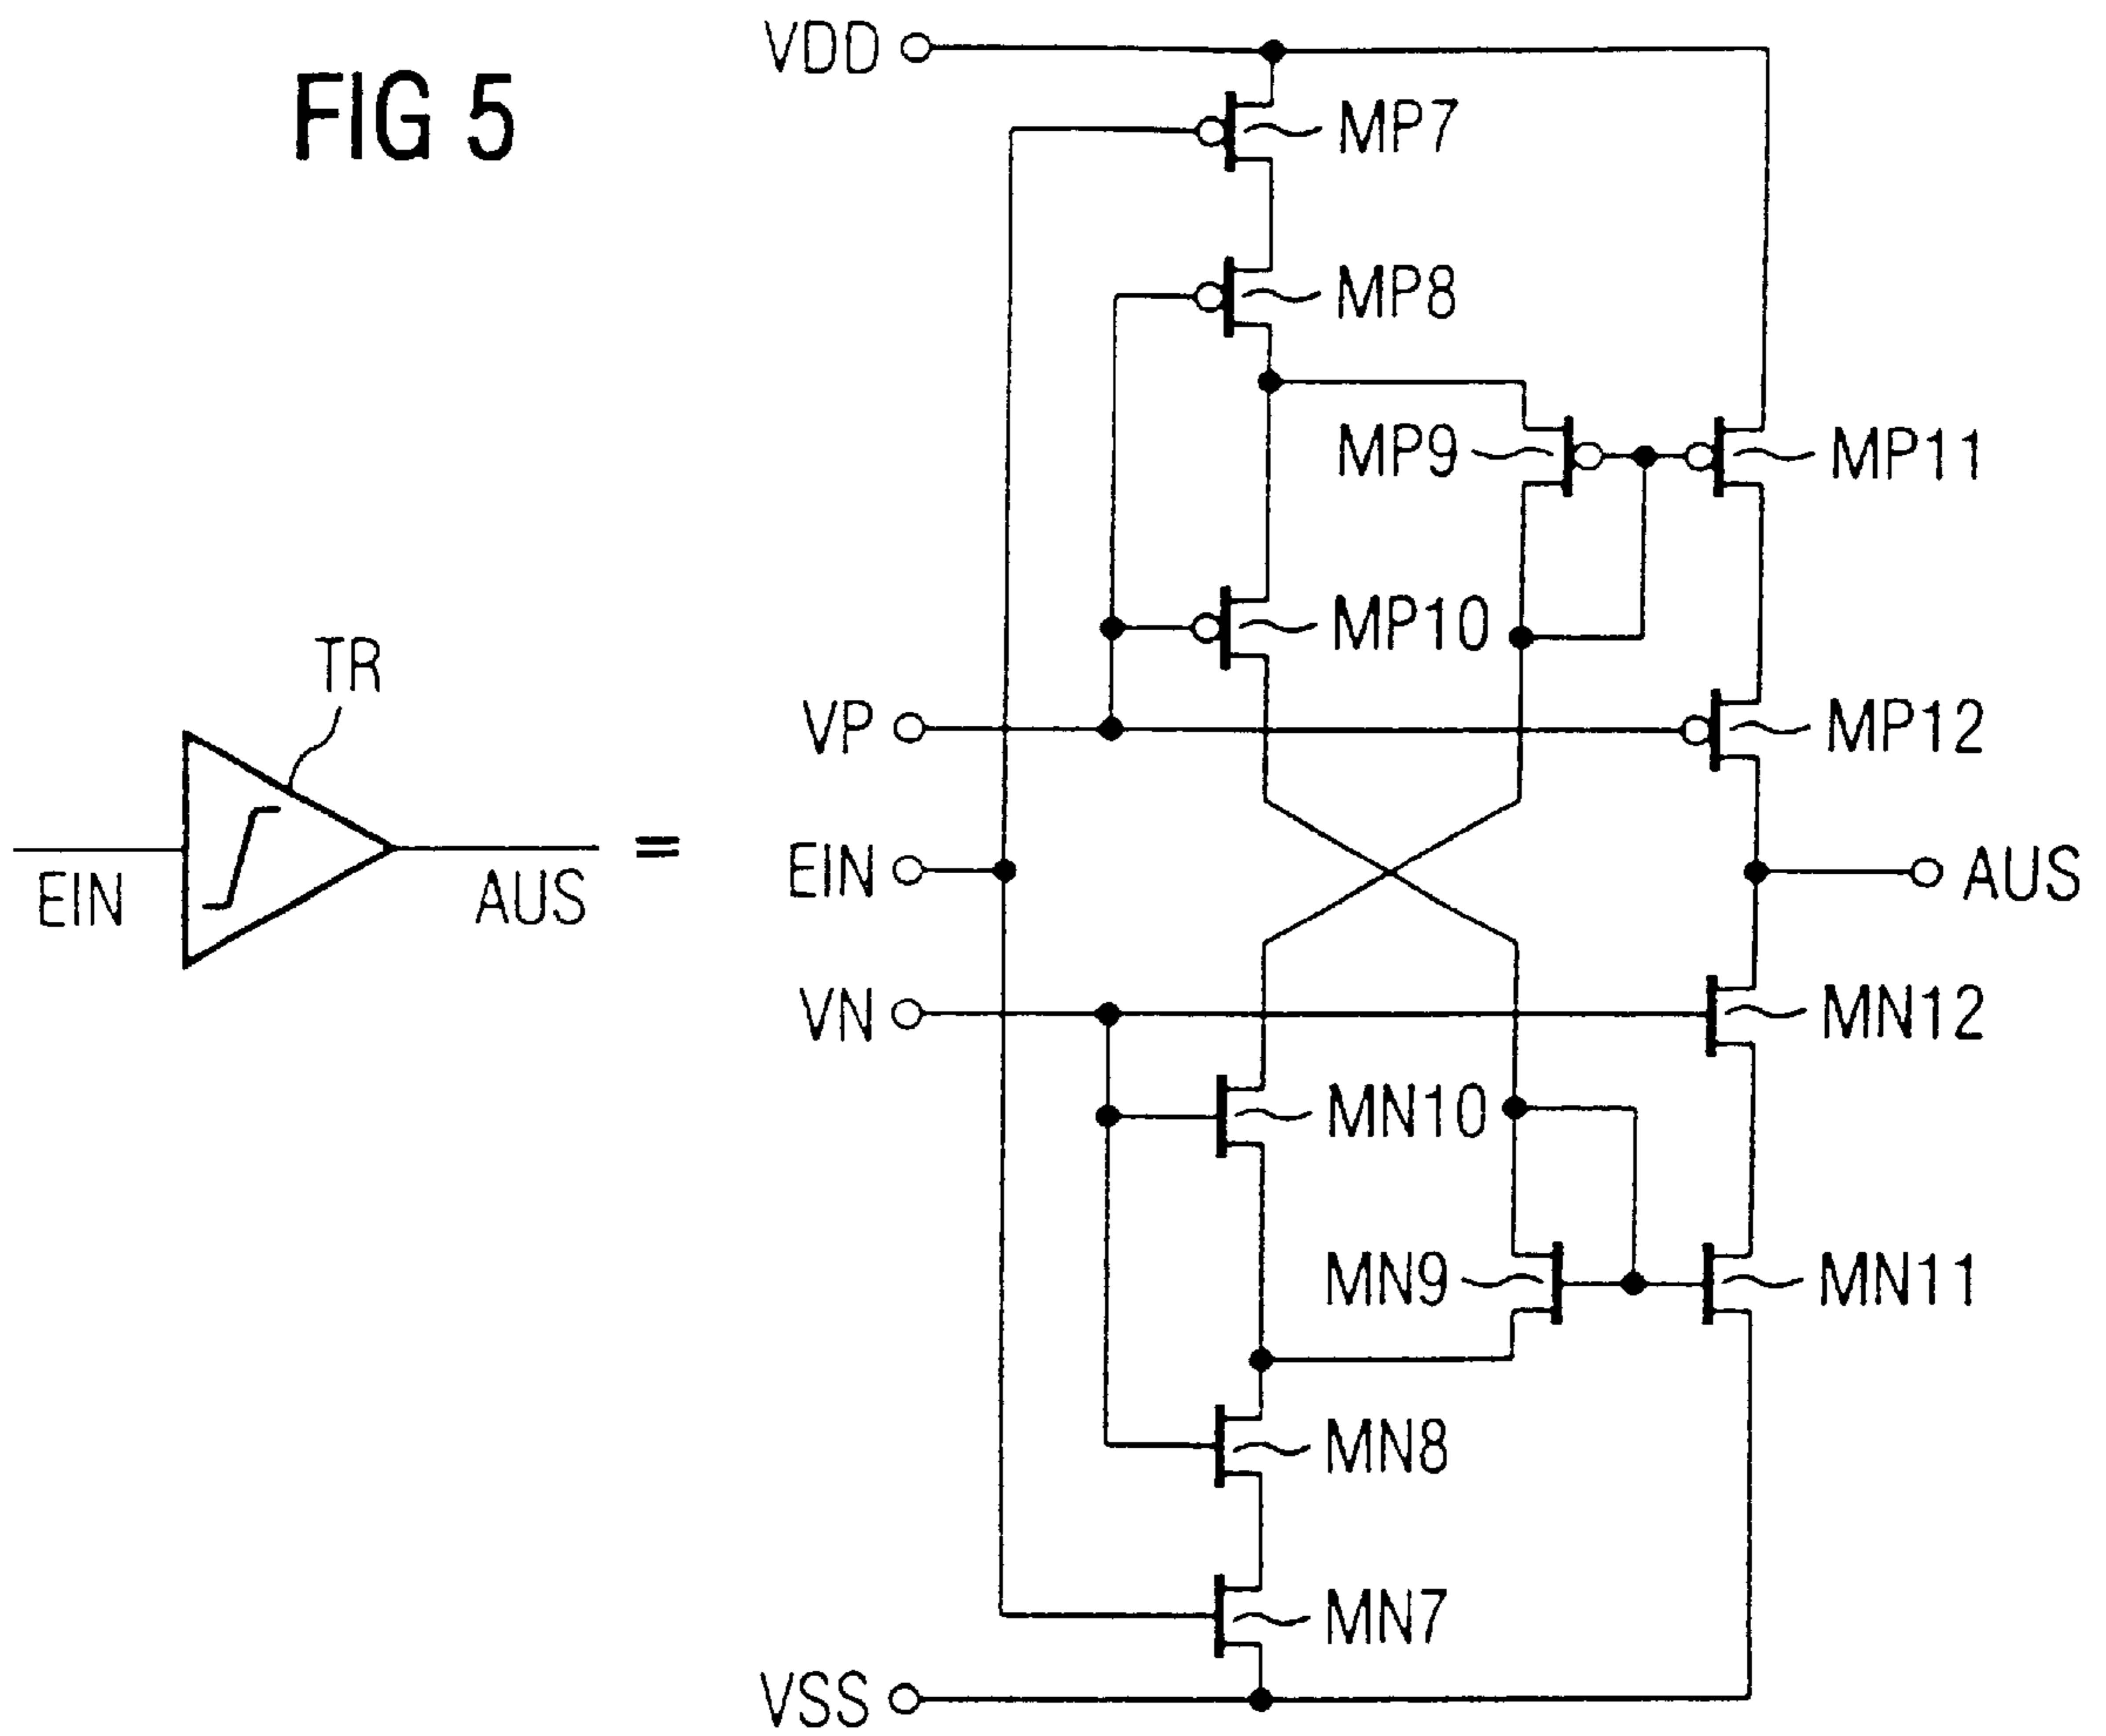 FIG 5
VDD
MP7
MP8
MP9
MP11
MP10
TR
VP
MP12
EIN
AUS
=
EIN
AUS
VN
MN12
MN10
MN9
MN11
MN8
MN7
VSS